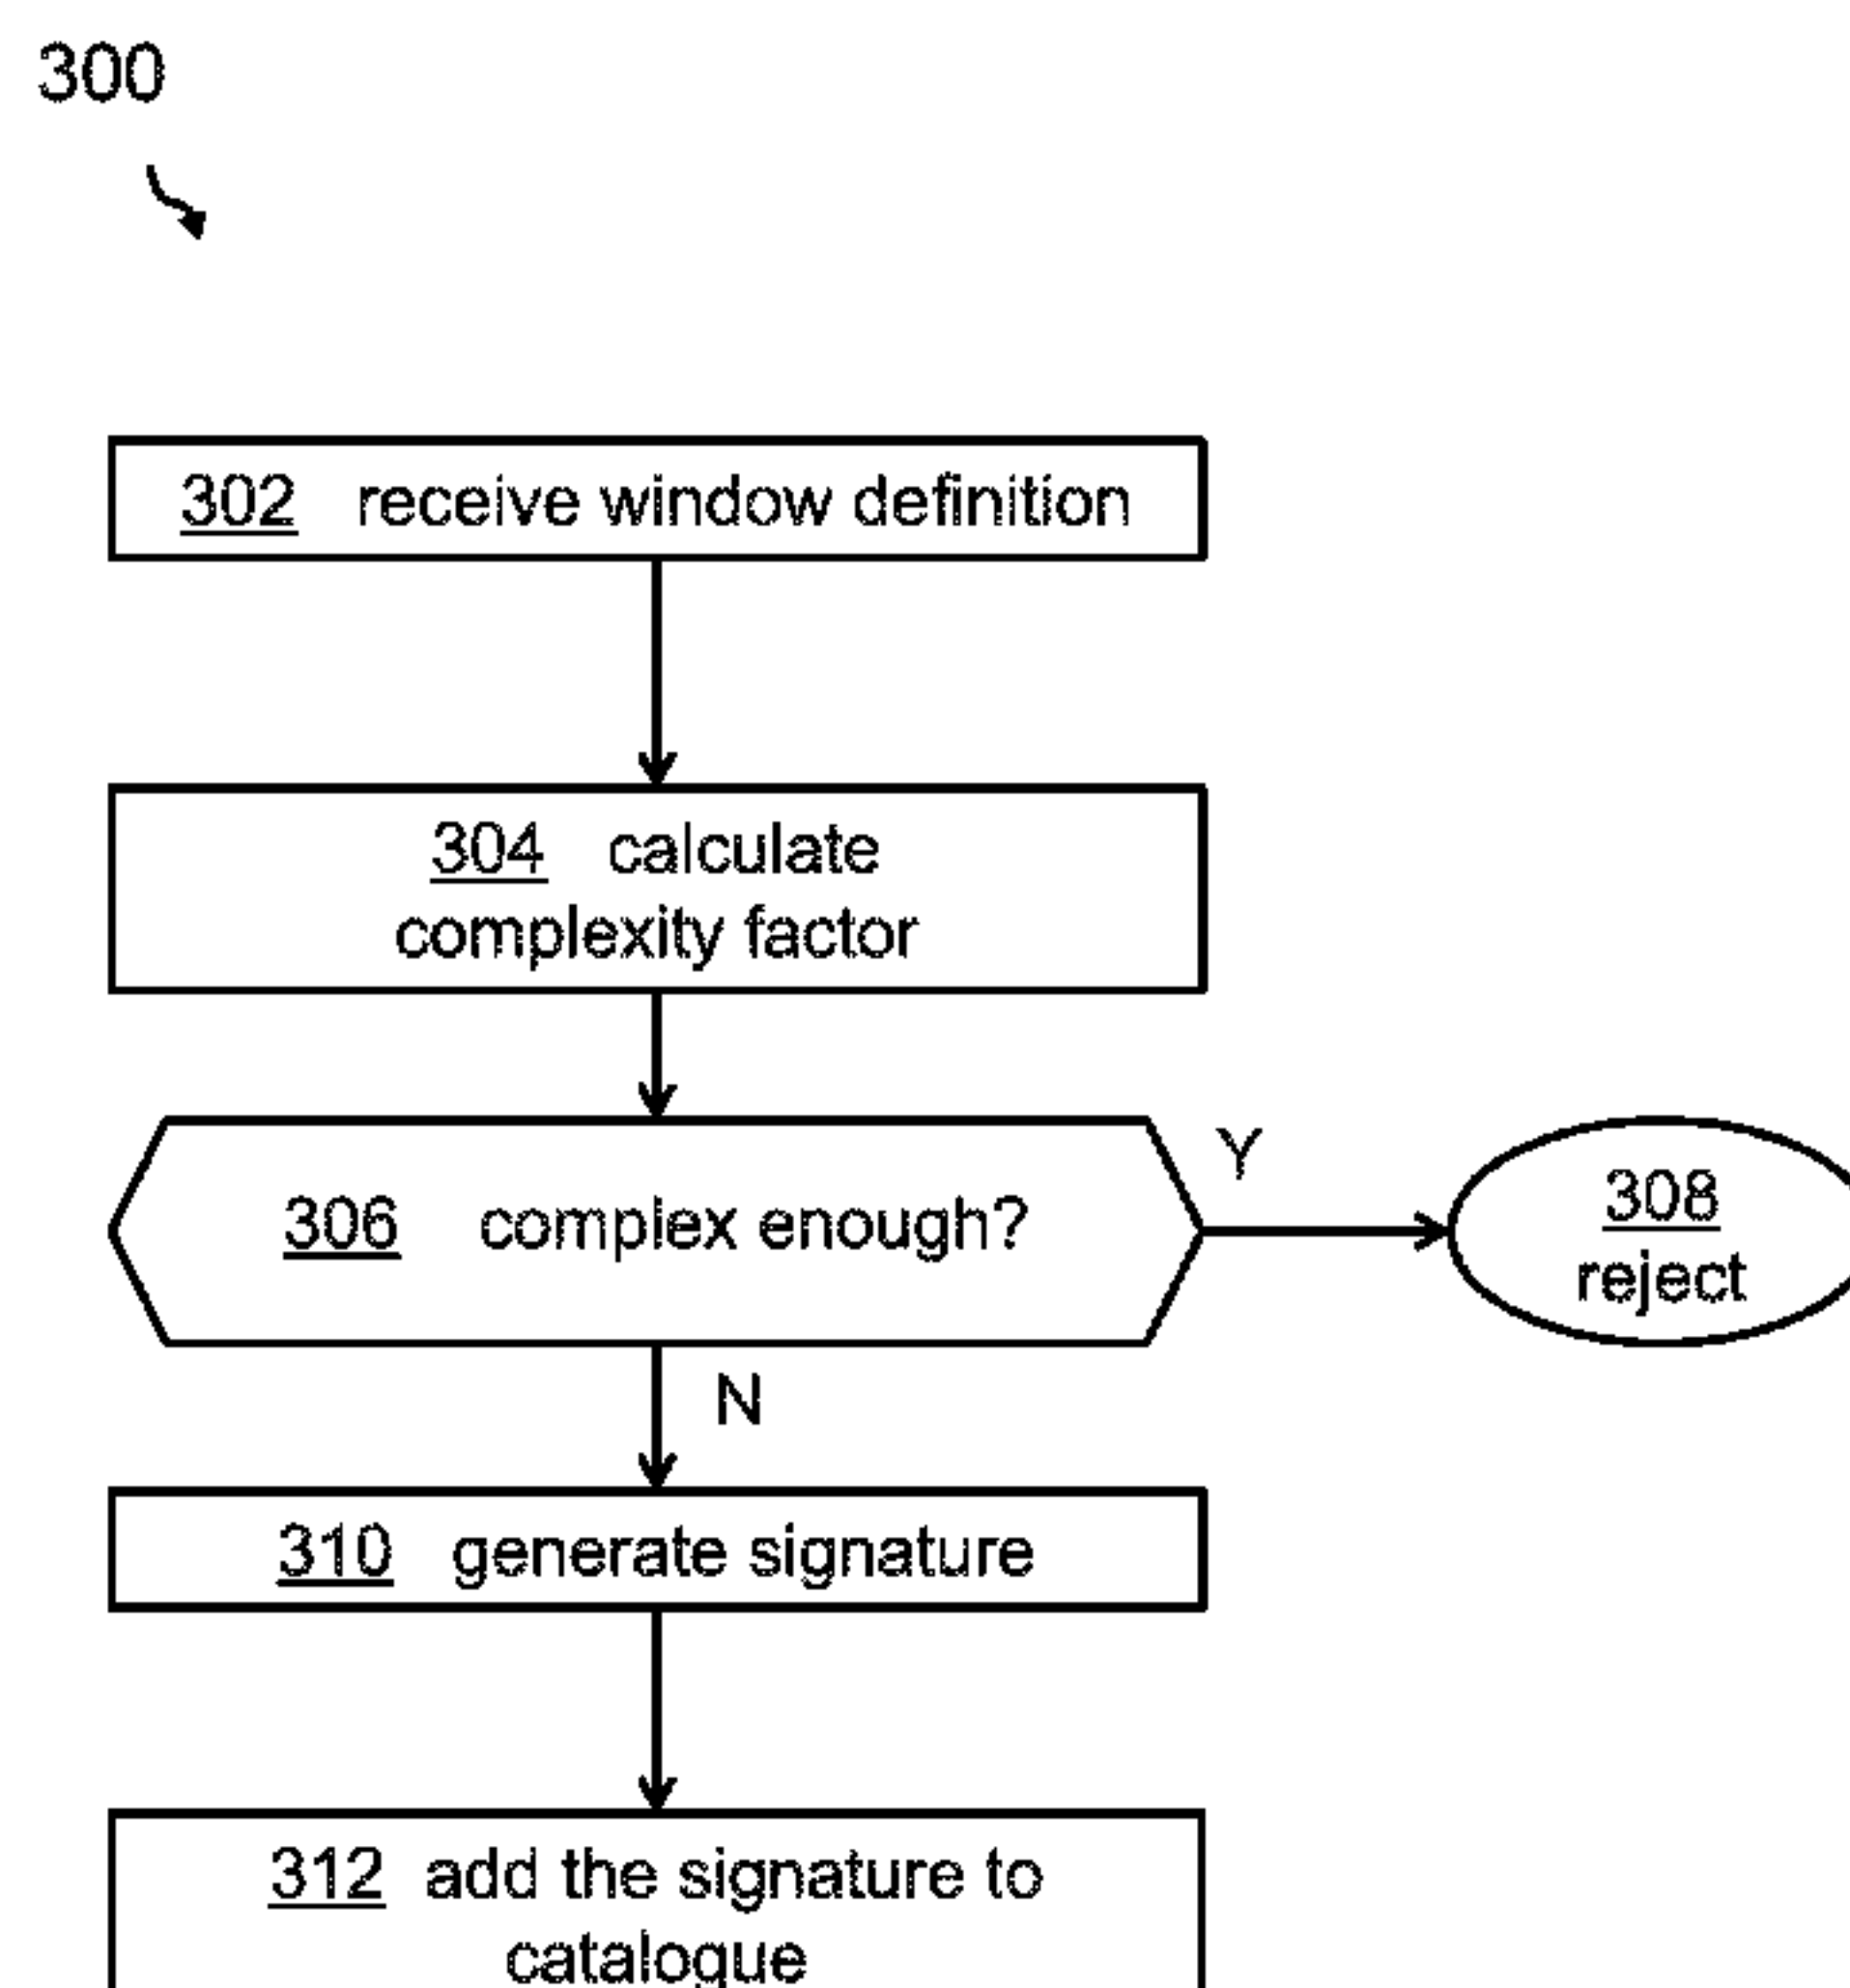 300
302 receive window definition
304 calculate
complexity factor
306 complex enough?
Y
308
reject
N
310 generate signature
312 add the signature to
catalogue